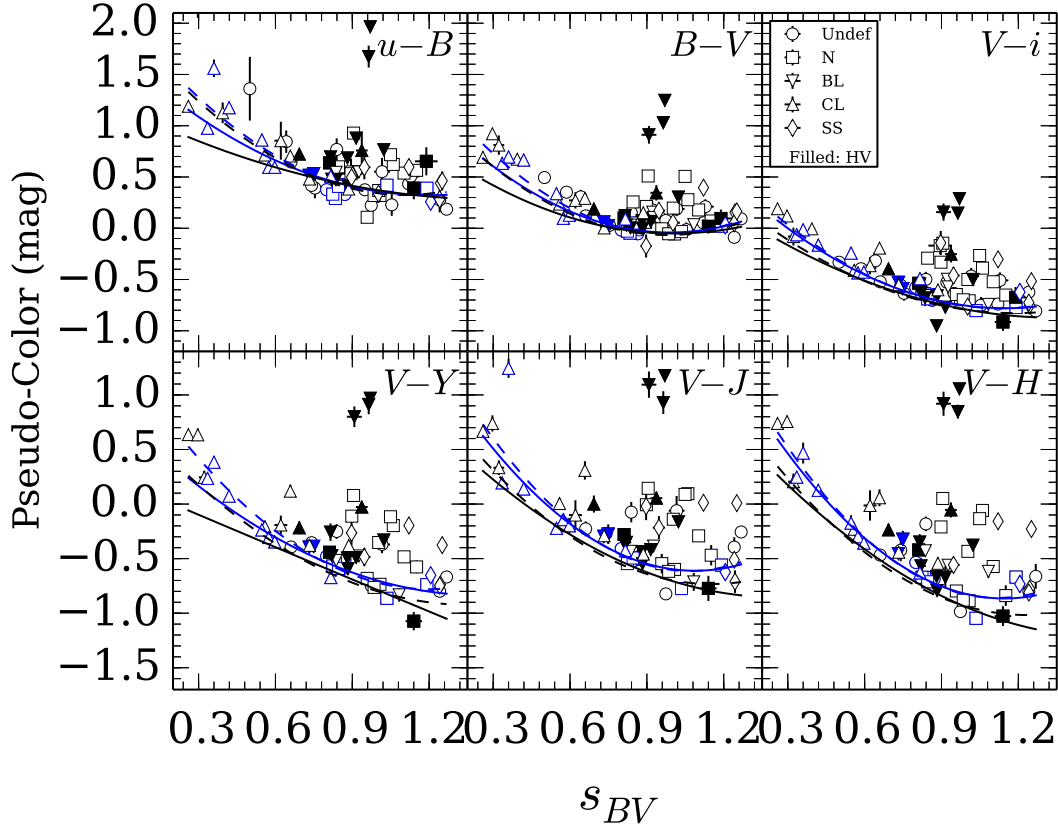 u−B
B−V
V−i
Undef
N
BL
CL
SS
Filled: HV
2.0
1.5
1.0
0.5
0.0
−0.5
−1.0
Pseudo-Color (mag)
V−Y
V−J
V−H
1.0
0.5
0.0
−0.5
−1.0
−1.5
0.3 0.6 0.9 1.2 0.3 0.6 0.9 1.2 0.3 0.6 0.9 1.2
sBV